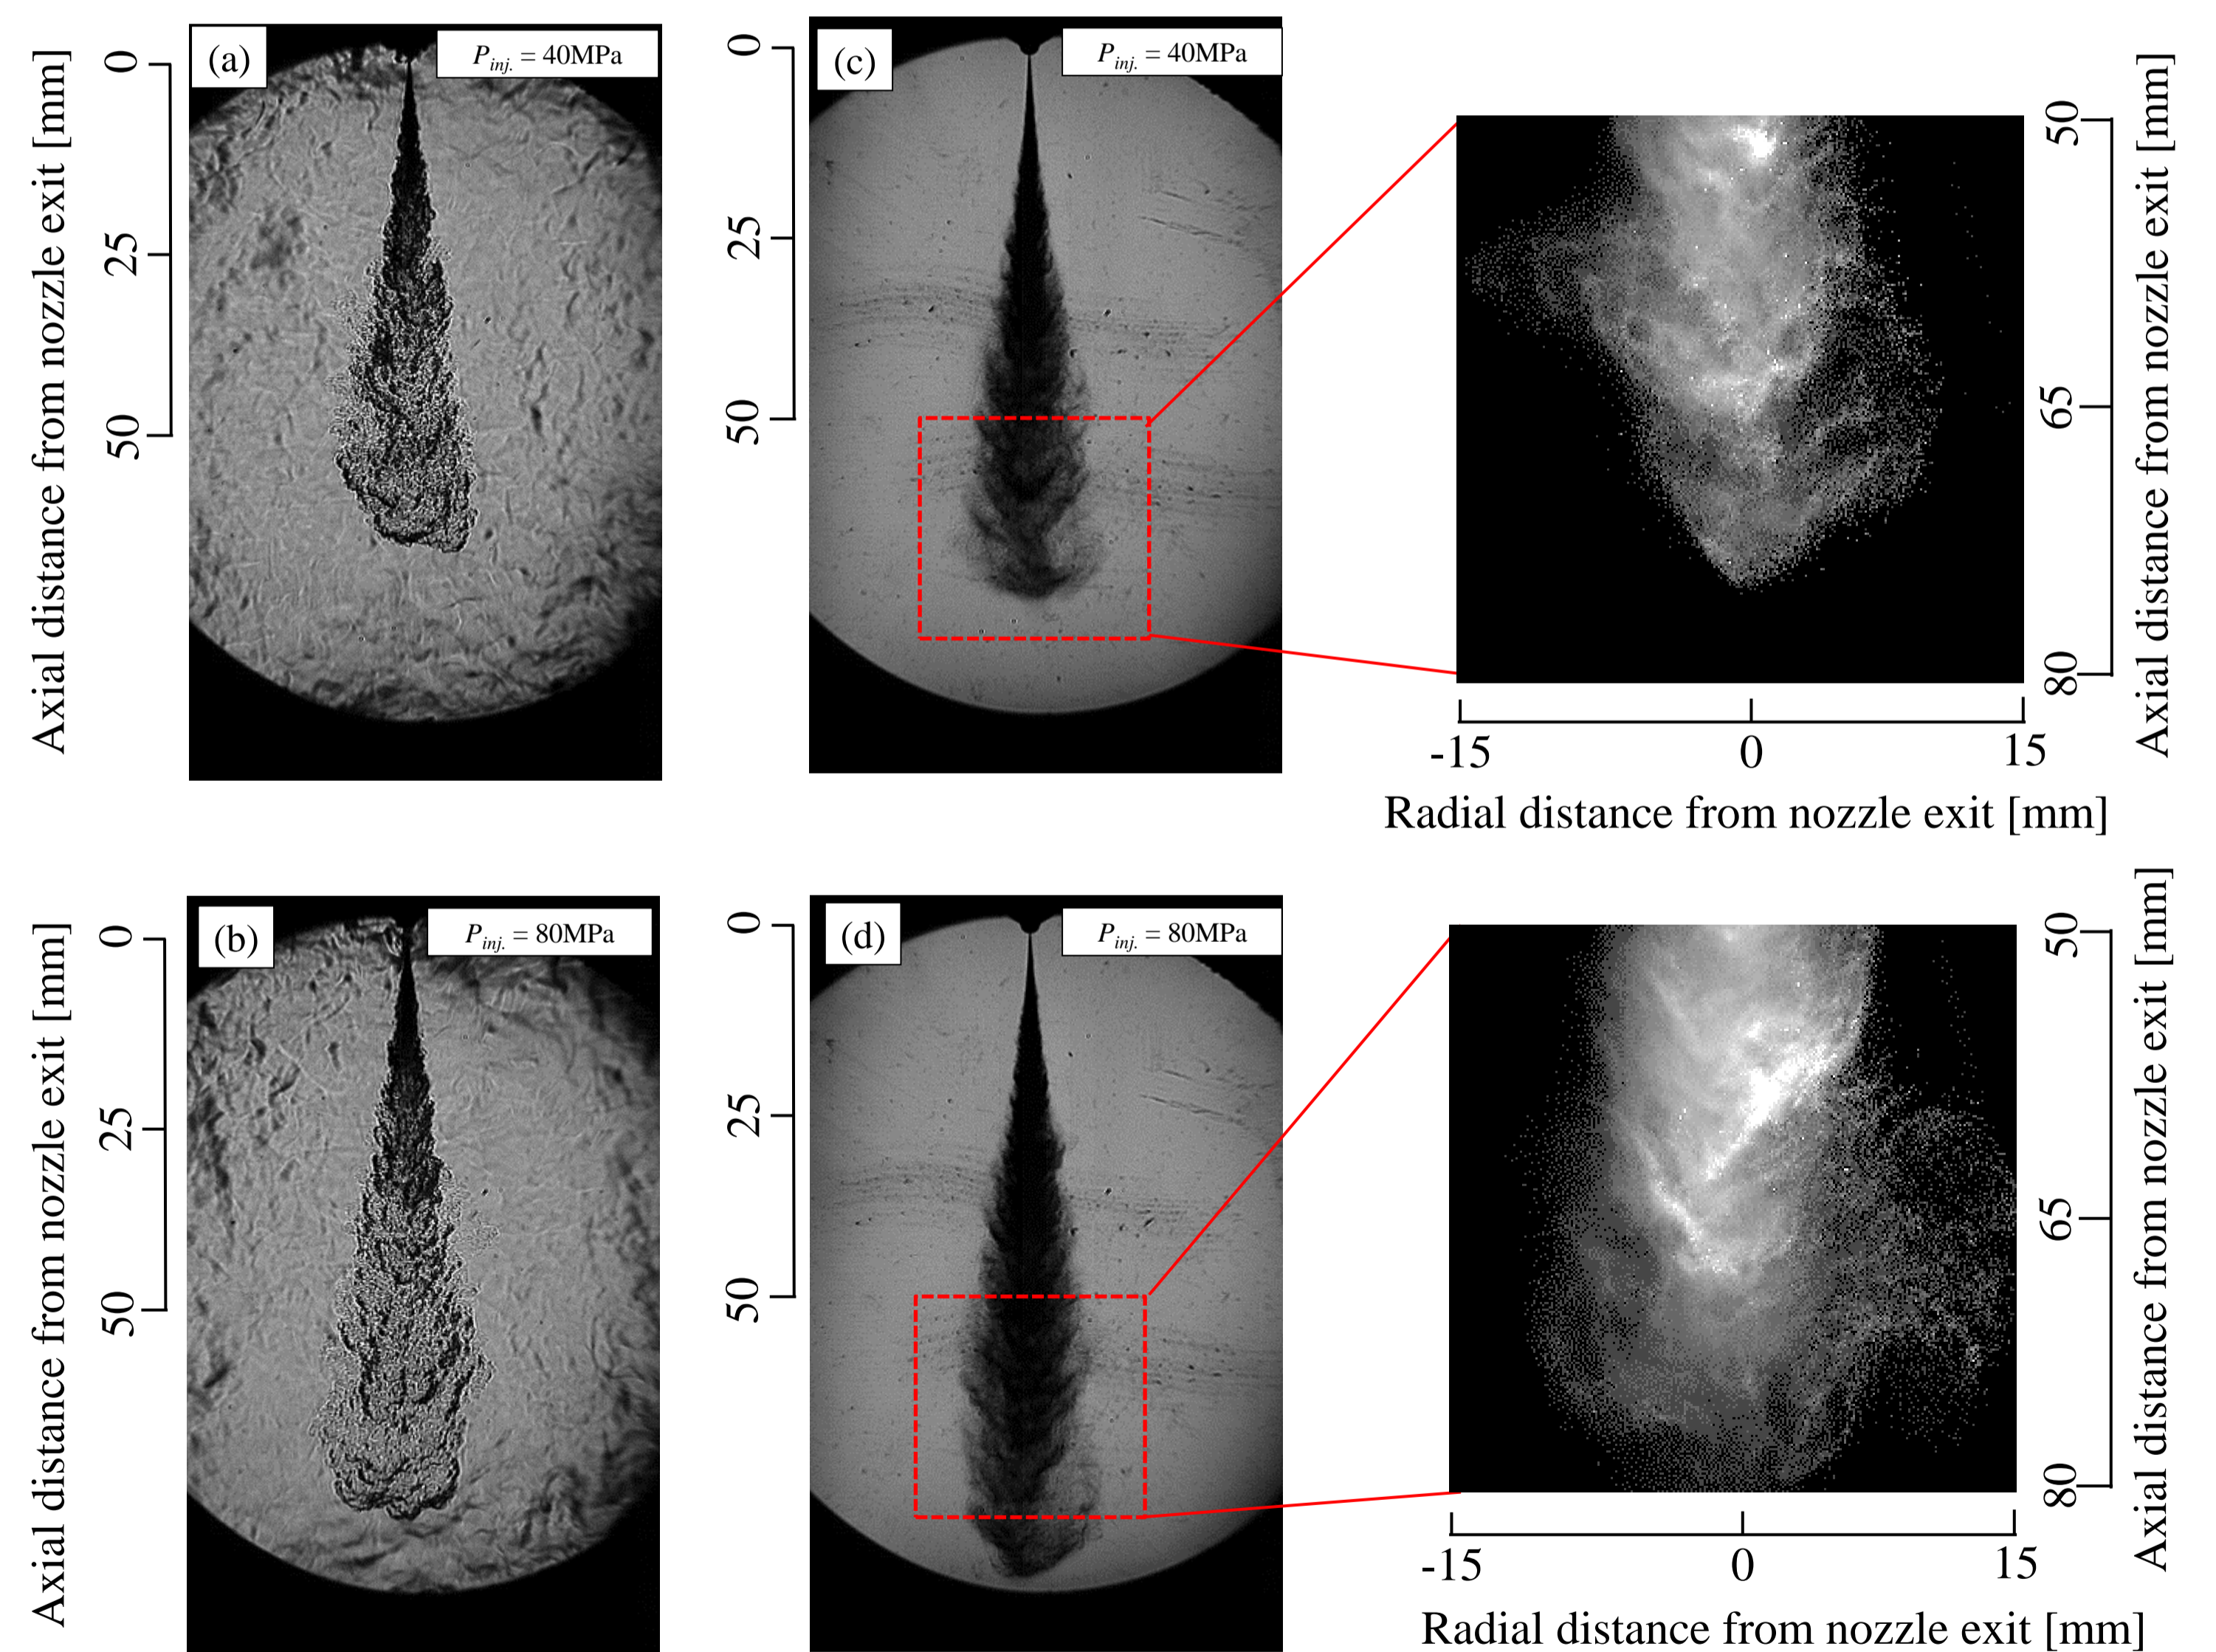 Axial distance from nozzle exit [mm]
0
25
50
(a)
P_inj. = 40MPa
0
25
50
(c)
P_inj. = 40MPa
50
65
80
Axial distance from nozzle exit [mm]
-15
0
15
Radial distance from nozzle exit [mm]
Axial distance from nozzle exit [mm]
0
25
50
(b)
P_inj. = 80MPa
0
25
50
(d)
P_inj. = 80MPa
50
65
80
Axial distance from nozzle exit [mm]
-15
0
15
Radial distance from nozzle exit [mm]